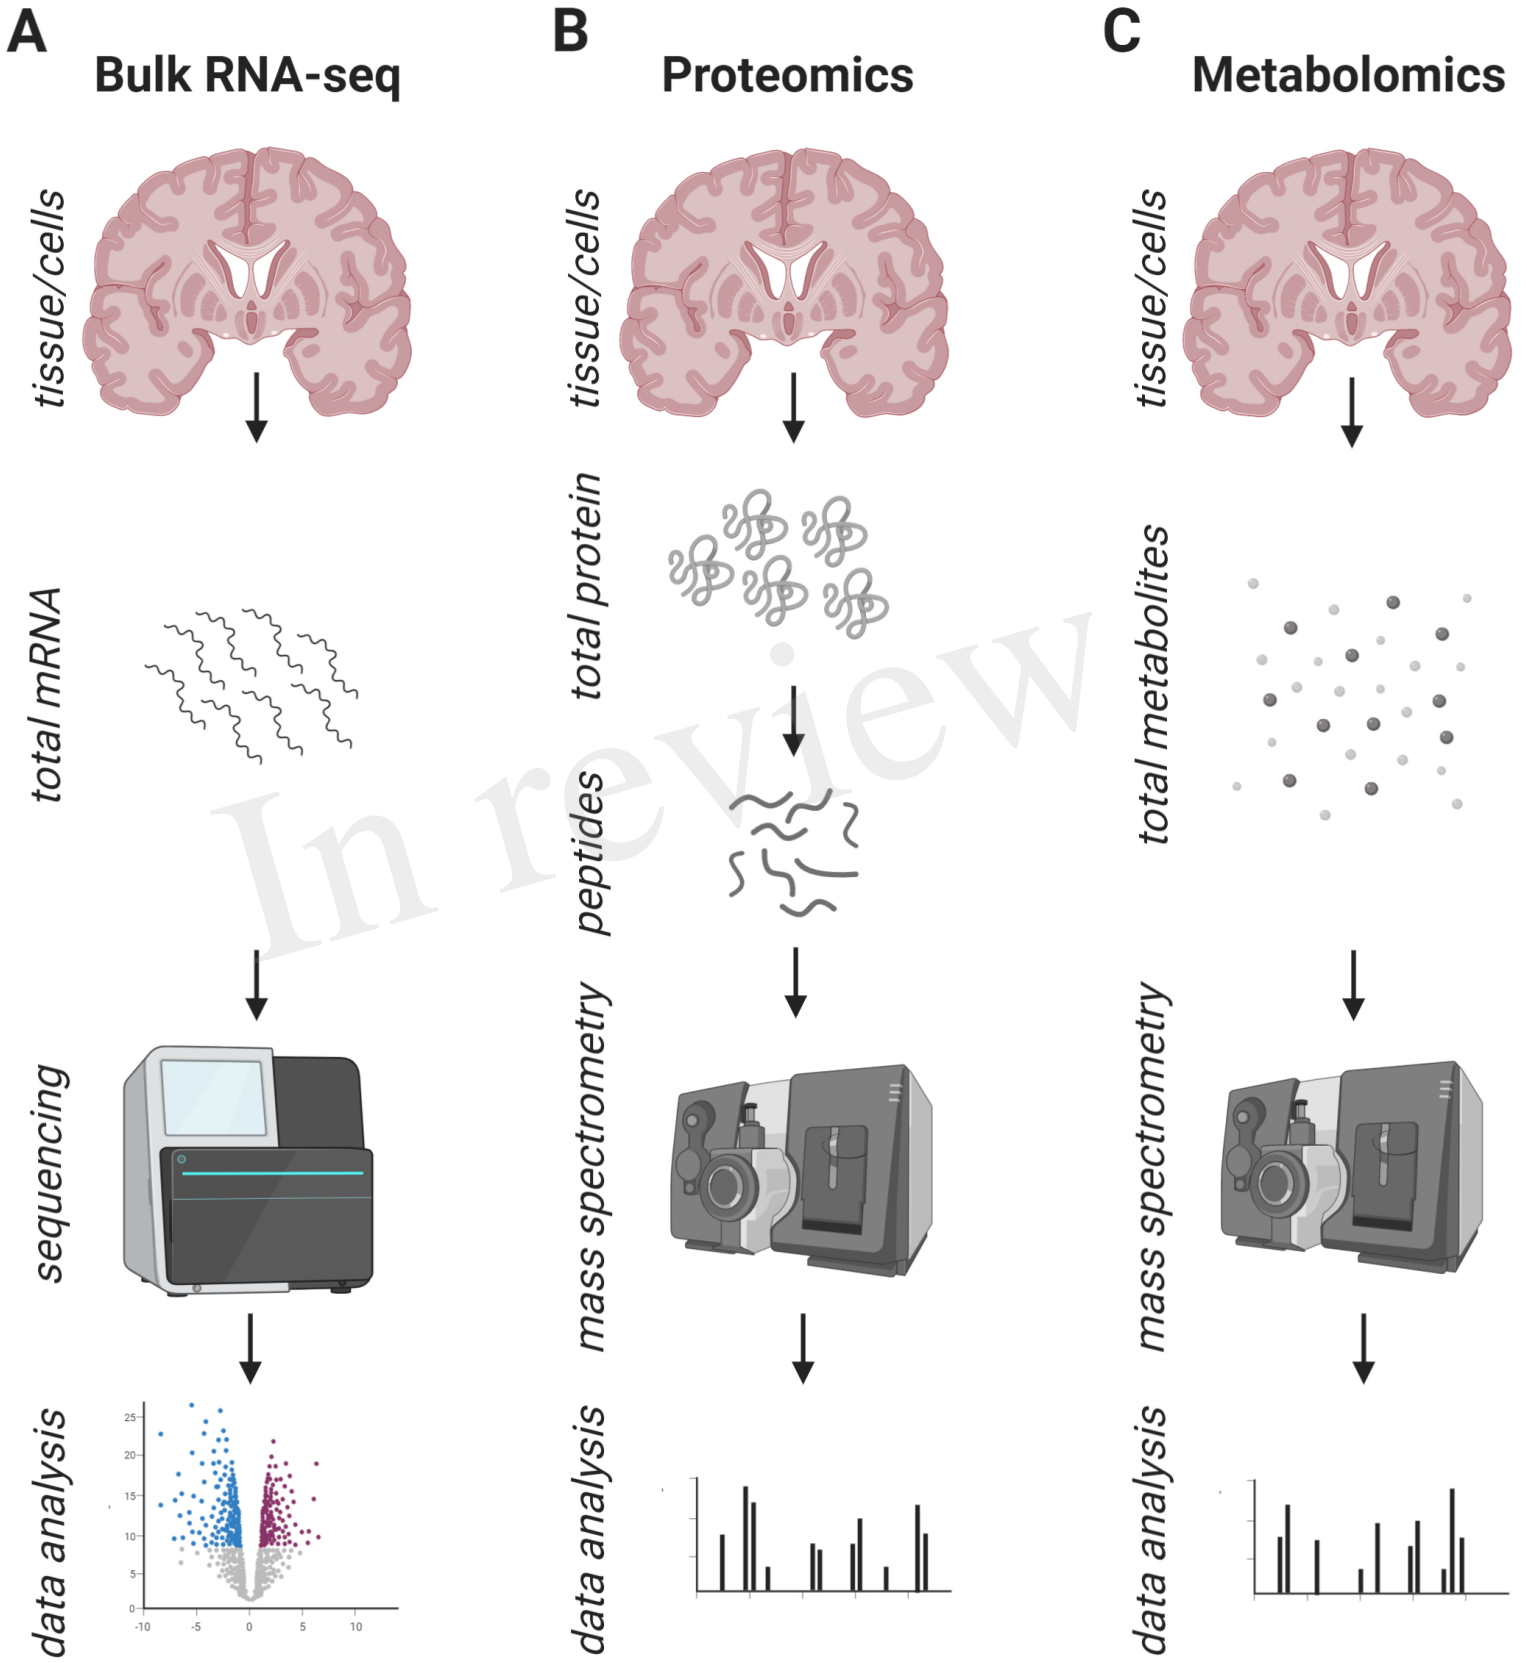 A
Bulk RNA-seq
tissue/cells
total mRNA
sequencing
data analysis
25
20
15
10
5
0
-10
-5
0
5
10
B
Proteomics
tissue/cells
total protein
peptides
mass spectrometry
data analysis
C
Metabolomics
tissue/cells
total metabolites
mass spectrometry
data analysis
In review